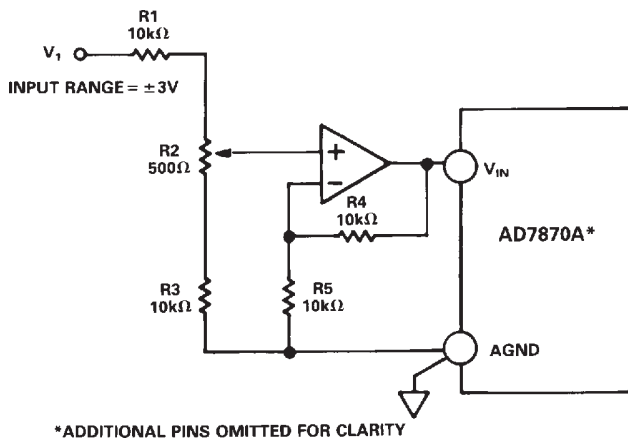 R1
10kΩ
V1
INPUT RANGE = ±3V
R2
500Ω
+
−
VIN
R4
10kΩ
AD7870A*
R3
10kΩ
R5
10kΩ
AGND
*ADDITIONAL PINS OMITTED FOR CLARITY